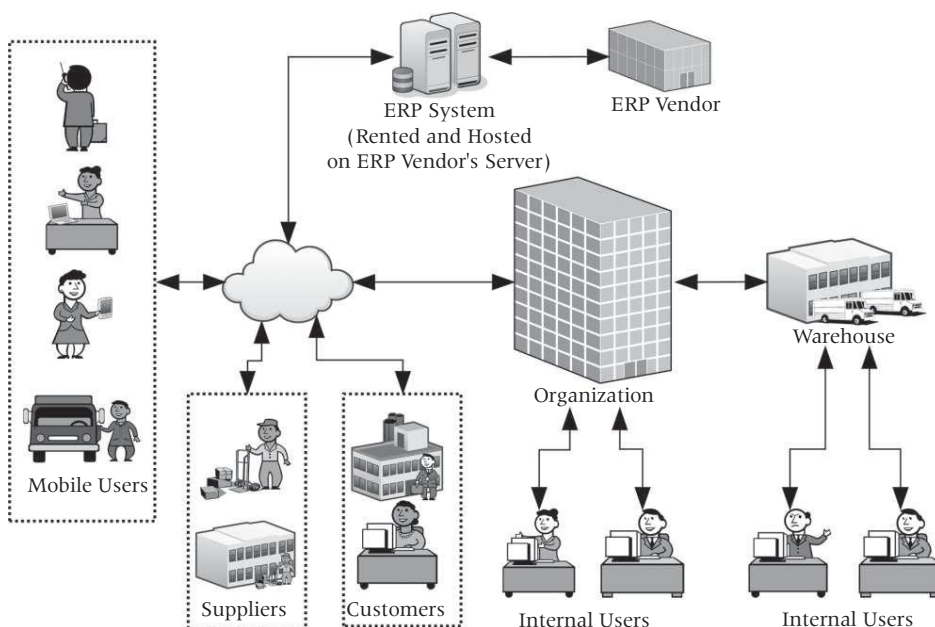 ERP System
(Rented and Hosted
on ERP Vendor's Server)
ERP Vendor
Warehouse
Organization
Mobile Users
Suppliers
Customers
Internal Users
Internal Users